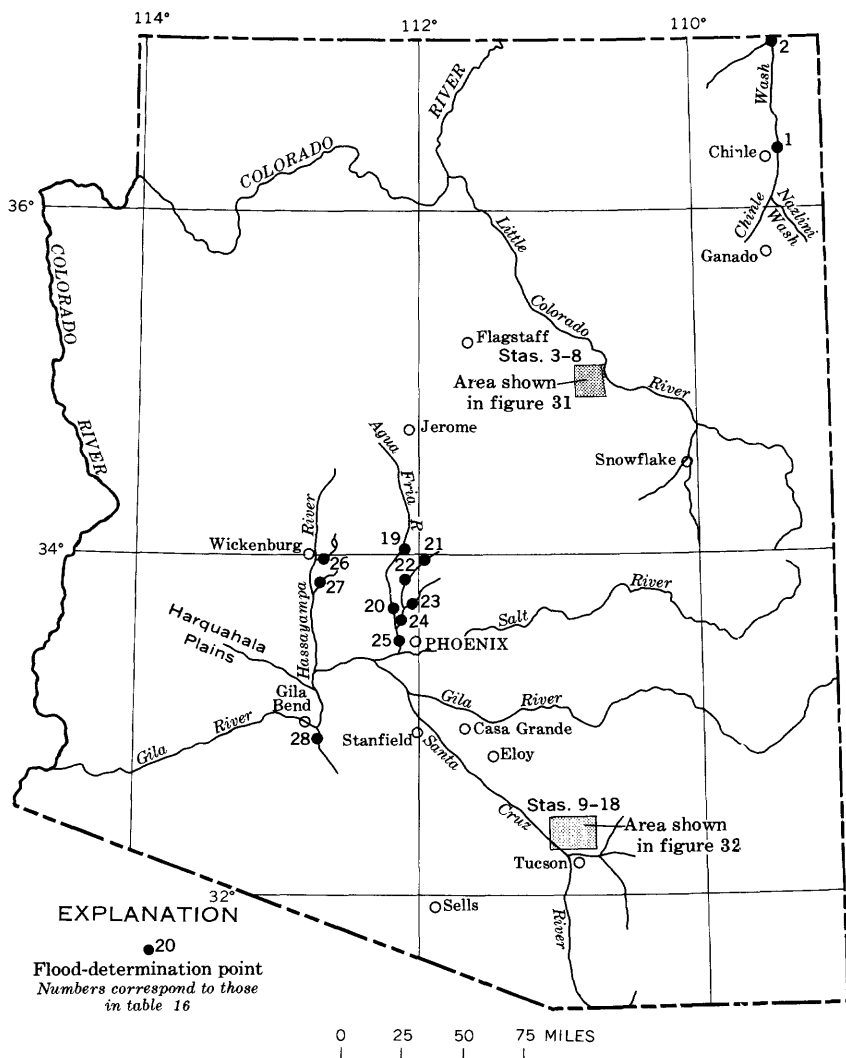 114°
112°
110°
2
RIVER
Wash
1
Chinle
COLORADO
36°
Little
Chinle
Nazlini
Wash
Ganado
COLORADO
Colorado
Flagstaff
Stas. 3-8
Area shown
in figure 31
River
RIVER
Agua
Jerome
Fria R
Snowflake
River
19
21
34°
Wickenburg
26
22
27
20
23
River
24
Salt
Hassayampa
25
PHOENIX
Harquahala
Plains
Gila
Bend
Gila
River
Gila
River
Casa Grande
28
Stanfield
Santa
Eloy
Cruz
Stas. 9-18
Area shown
in figure 32
Tucson
32°
Sells
River
EXPLANATION
20
Flood-determination point
Numbers correspond to those
in table 16
0 25 50 75 MILES